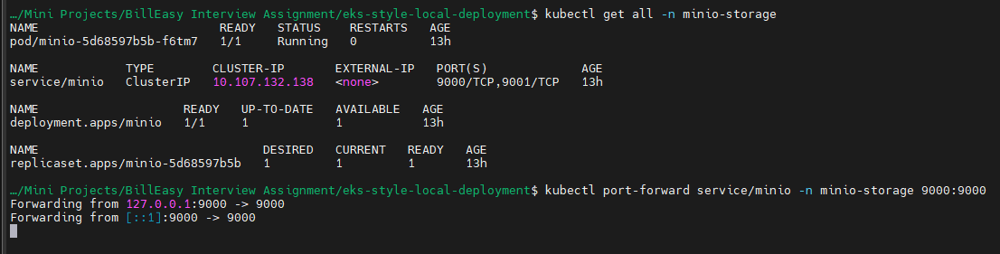 …/Mini Projects/BillEasy Interview Assignment/eks-style-local-deployment$ kubectl get all -n minio-storage
NAME READY STATUS RESTARTS AGE
pod/minio-5d68597b5b-f6tm7 1/1 Running 0 13h
NAME TYPE CLUSTER-IP EXTERNAL-IP PORT(S) AGE
service/minio ClusterIP 10.107.132.138 <none> 9000/TCP,9001/TCP 13h
NAME READY UP-TO-DATE AVAILABLE AGE
deployment.apps/minio 1/1 1 1 13h
NAME DESIRED CURRENT READY AGE
replicaset.apps/minio-5d68597b5b 1 1 1 13h
…/Mini Projects/BillEasy Interview Assignment/eks-style-local-deployment$ kubectl port-forward service/minio -n minio-storage 9000:9000
Forwarding from 127.0.0.1:9000 -> 9000
Forwarding from [::1]:9000 -> 9000